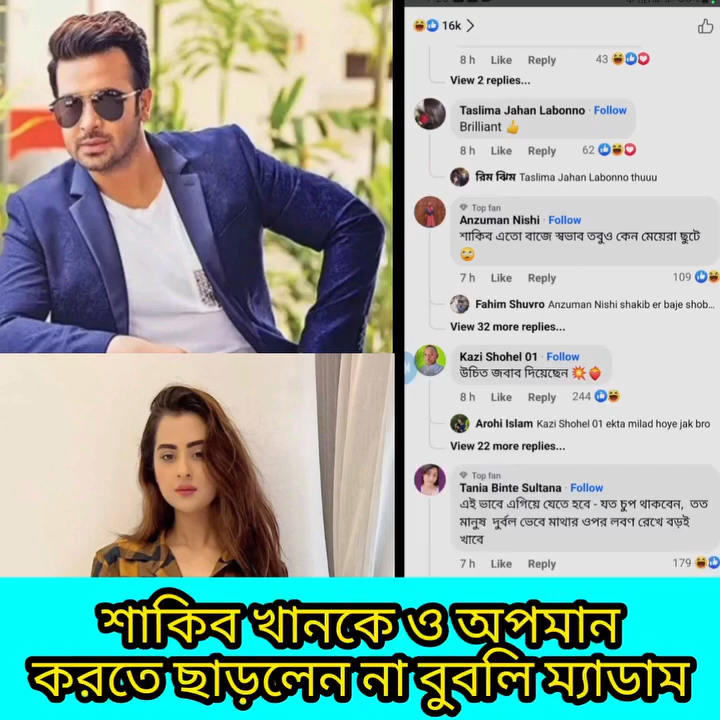 16k
8 h Like Reply 43
View 2 replies...
Taslima Jahan Labonno · Follow
Brilliant 👍
8 h Like Reply 62
রিম ঝিম Taslima Jahan Labonno thuuu
Top fan
Anzuman Nishi · Follow
শাকিব এতো বাজে স্বভাব তবুও কেন মেয়েরা ছুটে
🙄
7 h Like Reply 109
Fahim Shuvro Anzuman Nishi shakib er baje shob...
View 32 more replies...
Kazi Shohel 01 · Follow
উচিত জবাব দিয়েছেন 💥❤️‍🔥
8 h Like Reply 244
Arohi Islam Kazi Shohel 01 ekta milad hoye jak bro
View 22 more replies...
Top fan
Tania Binte Sultana · Follow
এই ভাবে এগিয়ে যেতে হবে - যত চুপ থাকবেন, তত
মানুষ দুর্বল ভেবে মাথার ওপর লবণ রেখে বড়ই
খাবে
7 h Like Reply 179
শাকিব খানকে ও অপমান
করতে ছাড়লেন না বুবলি ম্যাডাম